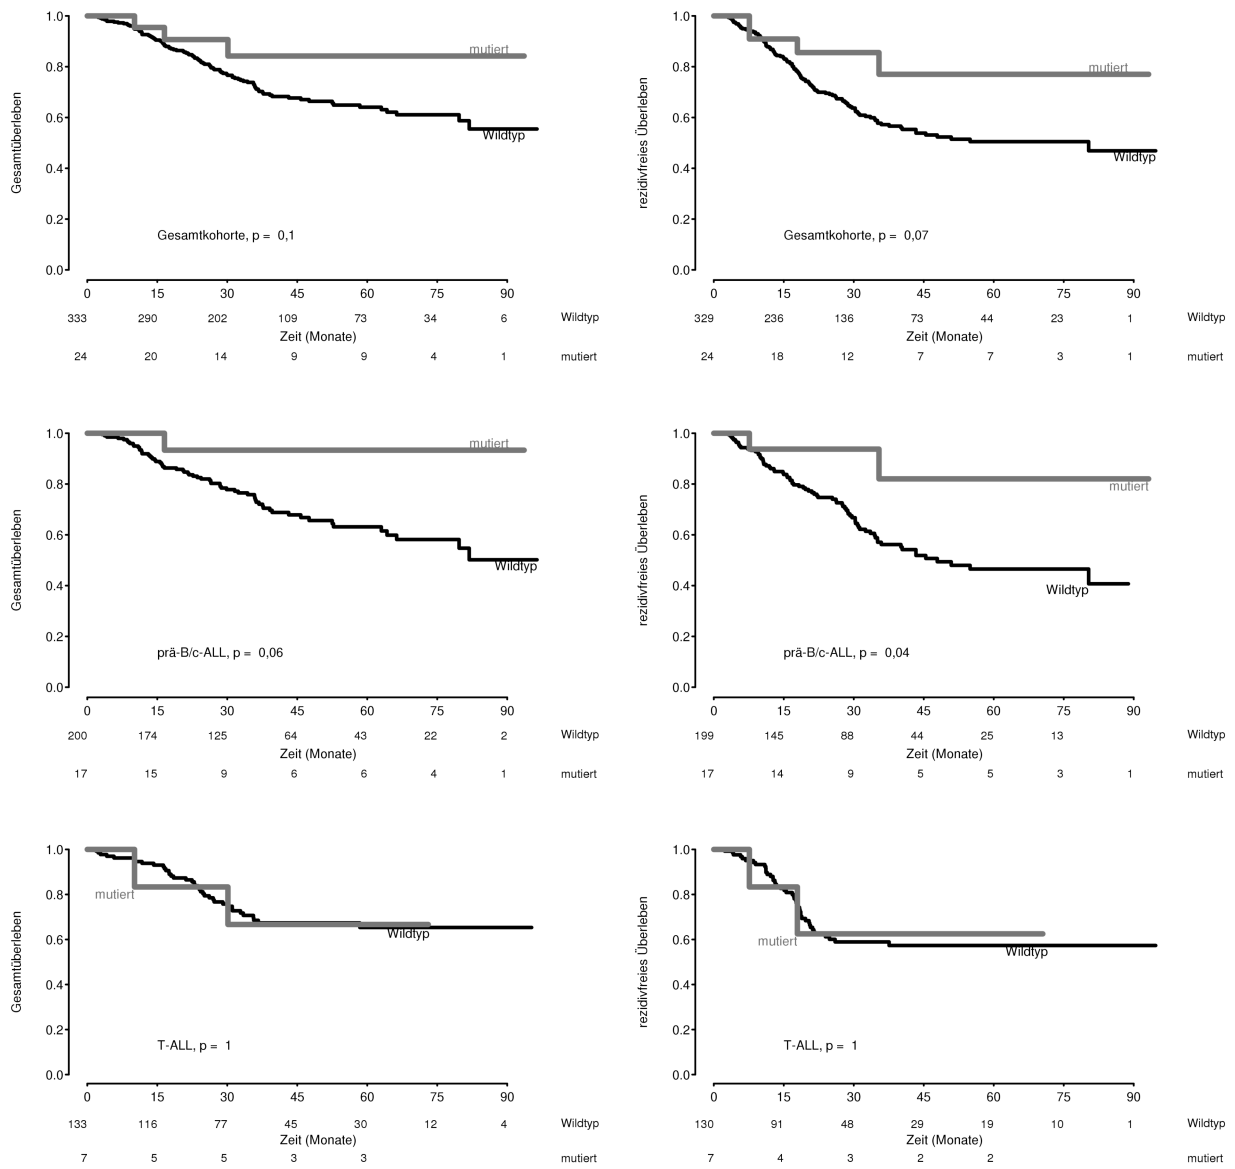 1.0
0.8
0.6
0.4
0.2
0.0
Gesamtüberleben
mutiert
Wildtyp
Gesamtkohorte, p = 0,1
0 15 30 45 60 75 90
333 290 202 109 73 34 6 Wildtyp
Zeit (Monate)
24 20 14 9 9 4 1 mutiert
1.0
0.8
0.6
0.4
0.2
0.0
rezidivfreies Überleben
mutiert
Wildtyp
Gesamtkohorte, p = 0,07
0 15 30 45 60 75 90
329 236 136 73 44 23 1 Wildtyp
Zeit (Monate)
24 18 12 7 7 3 1 mutiert
1.0
0.8
0.6
0.4
0.2
0.0
Gesamtüberleben
mutiert
Wildtyp
prä-B/c-ALL, p = 0,06
0 15 30 45 60 75 90
200 174 125 64 43 22 2 Wildtyp
Zeit (Monate)
17 15 9 6 6 4 1 mutiert
1.0
0.8
0.6
0.4
0.2
0.0
rezidivfreies Überleben
mutiert
Wildtyp
prä-B/c-ALL, p = 0,04
0 15 30 45 60 75 90
199 145 88 44 25 13 Wildtyp
Zeit (Monate)
17 14 9 5 5 3 1 mutiert
1.0
0.8
0.6
0.4
0.2
0.0
Gesamtüberleben
mutiert
Wildtyp
T-ALL, p = 1
0 15 30 45 60 75 90
133 116 77 45 30 12 4 Wildtyp
Zeit (Monate)
7 5 5 3 3 mutiert
1.0
0.8
0.6
0.4
0.2
0.0
rezidivfreies Überleben
mutiert
Wildtyp
T-ALL, p = 1
0 15 30 45 60 75 90
130 91 48 29 19 10 1 Wildtyp
Zeit (Monate)
7 4 3 2 2 mutiert